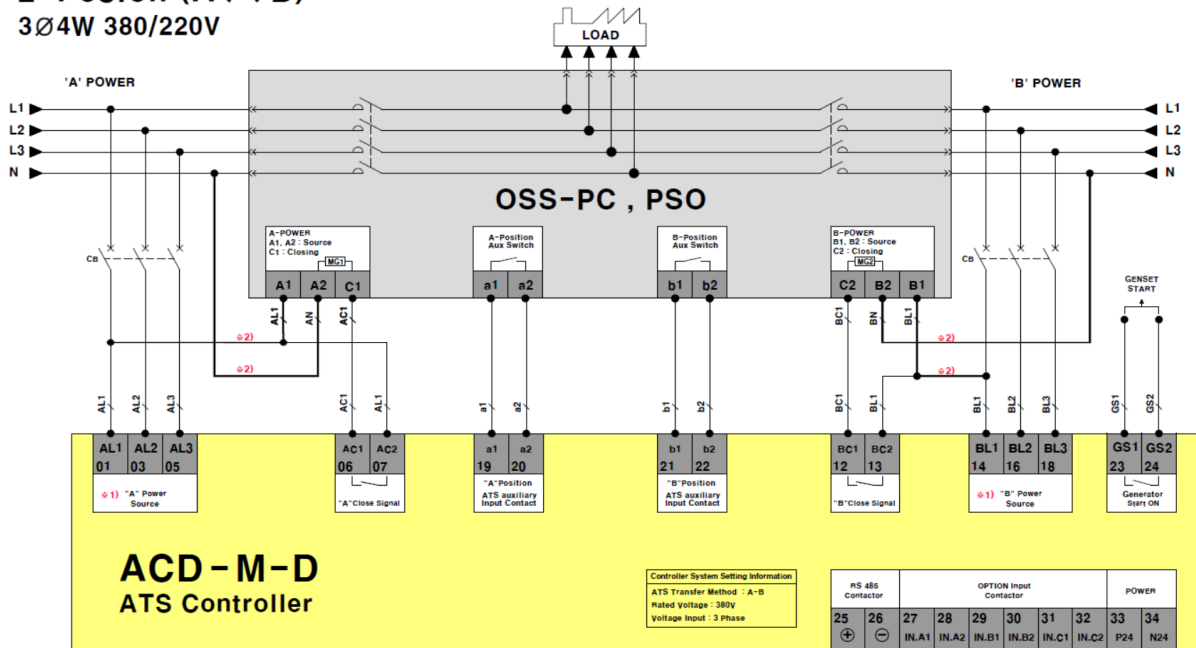 3Ø4W 380/220V
LOAD
'A' POWER
'B' POWER
L1
L2
L3
N
L1
L2
L3
N
OSS-PC , PSO
A-POWER
A1, A2 : Source
C1 : Closing
MG1
A1 A2 C1
A-Position
Aux Switch
a1 a2
B-Position
Aux Switch
b1 b2
B-POWER
B1, B2 : Source
C2 : Closing
MG2
C2 B2 B1
CB
CB
GENSET
START
AL1 AN AC1
BC1 BN BL1
※2)
※2)
※2)
※2)
AL1 AL2 AL3 AC1 AL1 a1 a2 b1 b2 BC1 BL1 BL1 BL2 BL3 GS1 GS2
AL1 AL2 AL3
01 03 05
※1) "A" Power
Source
AC1 AC2
06 07
"A"Close Signal
a1 a2
19 20
"A"Position
ATS auxiliary
Input Contact
b1 b2
21 22
"B"Position
ATS auxiliary
Input Contact
BC1 BC2
12 13
"B"Close Signal
BL1 BL2 BL3
14 16 18
※1) "B" Power
Source
GS1 GS2
23 24
Generator
Start ON
ACD-M-D
ATS Controller
Controller System Setting Information
ATS Transfer Method : A-B
Rated Voltage : 380V
Voltage Input : 3 Phase
RS 485
Contactor
OPTION Input
Contactor
POWER
25 26 27 28 29 30 31 32 33 34
⊕ ⊖ IN.A1 IN.A2 IN.B1 IN.B2 IN.C1 IN.C2 P24 N24